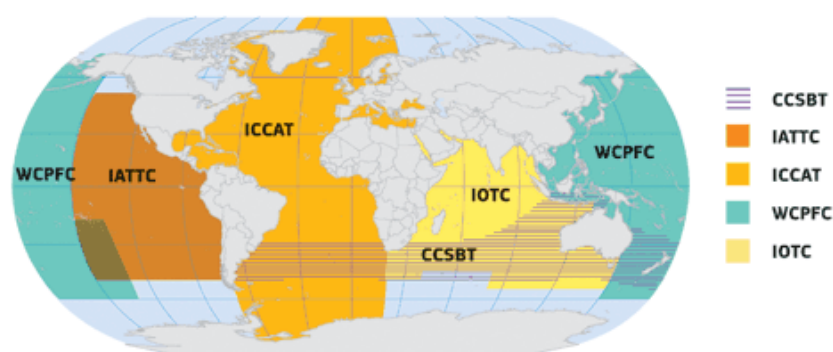 ICCAT
WCPFC
IATTC
WCPFC
IOTC
CCSBT
CCSBT
IATTC
ICCAT
WCPFC
IOTC